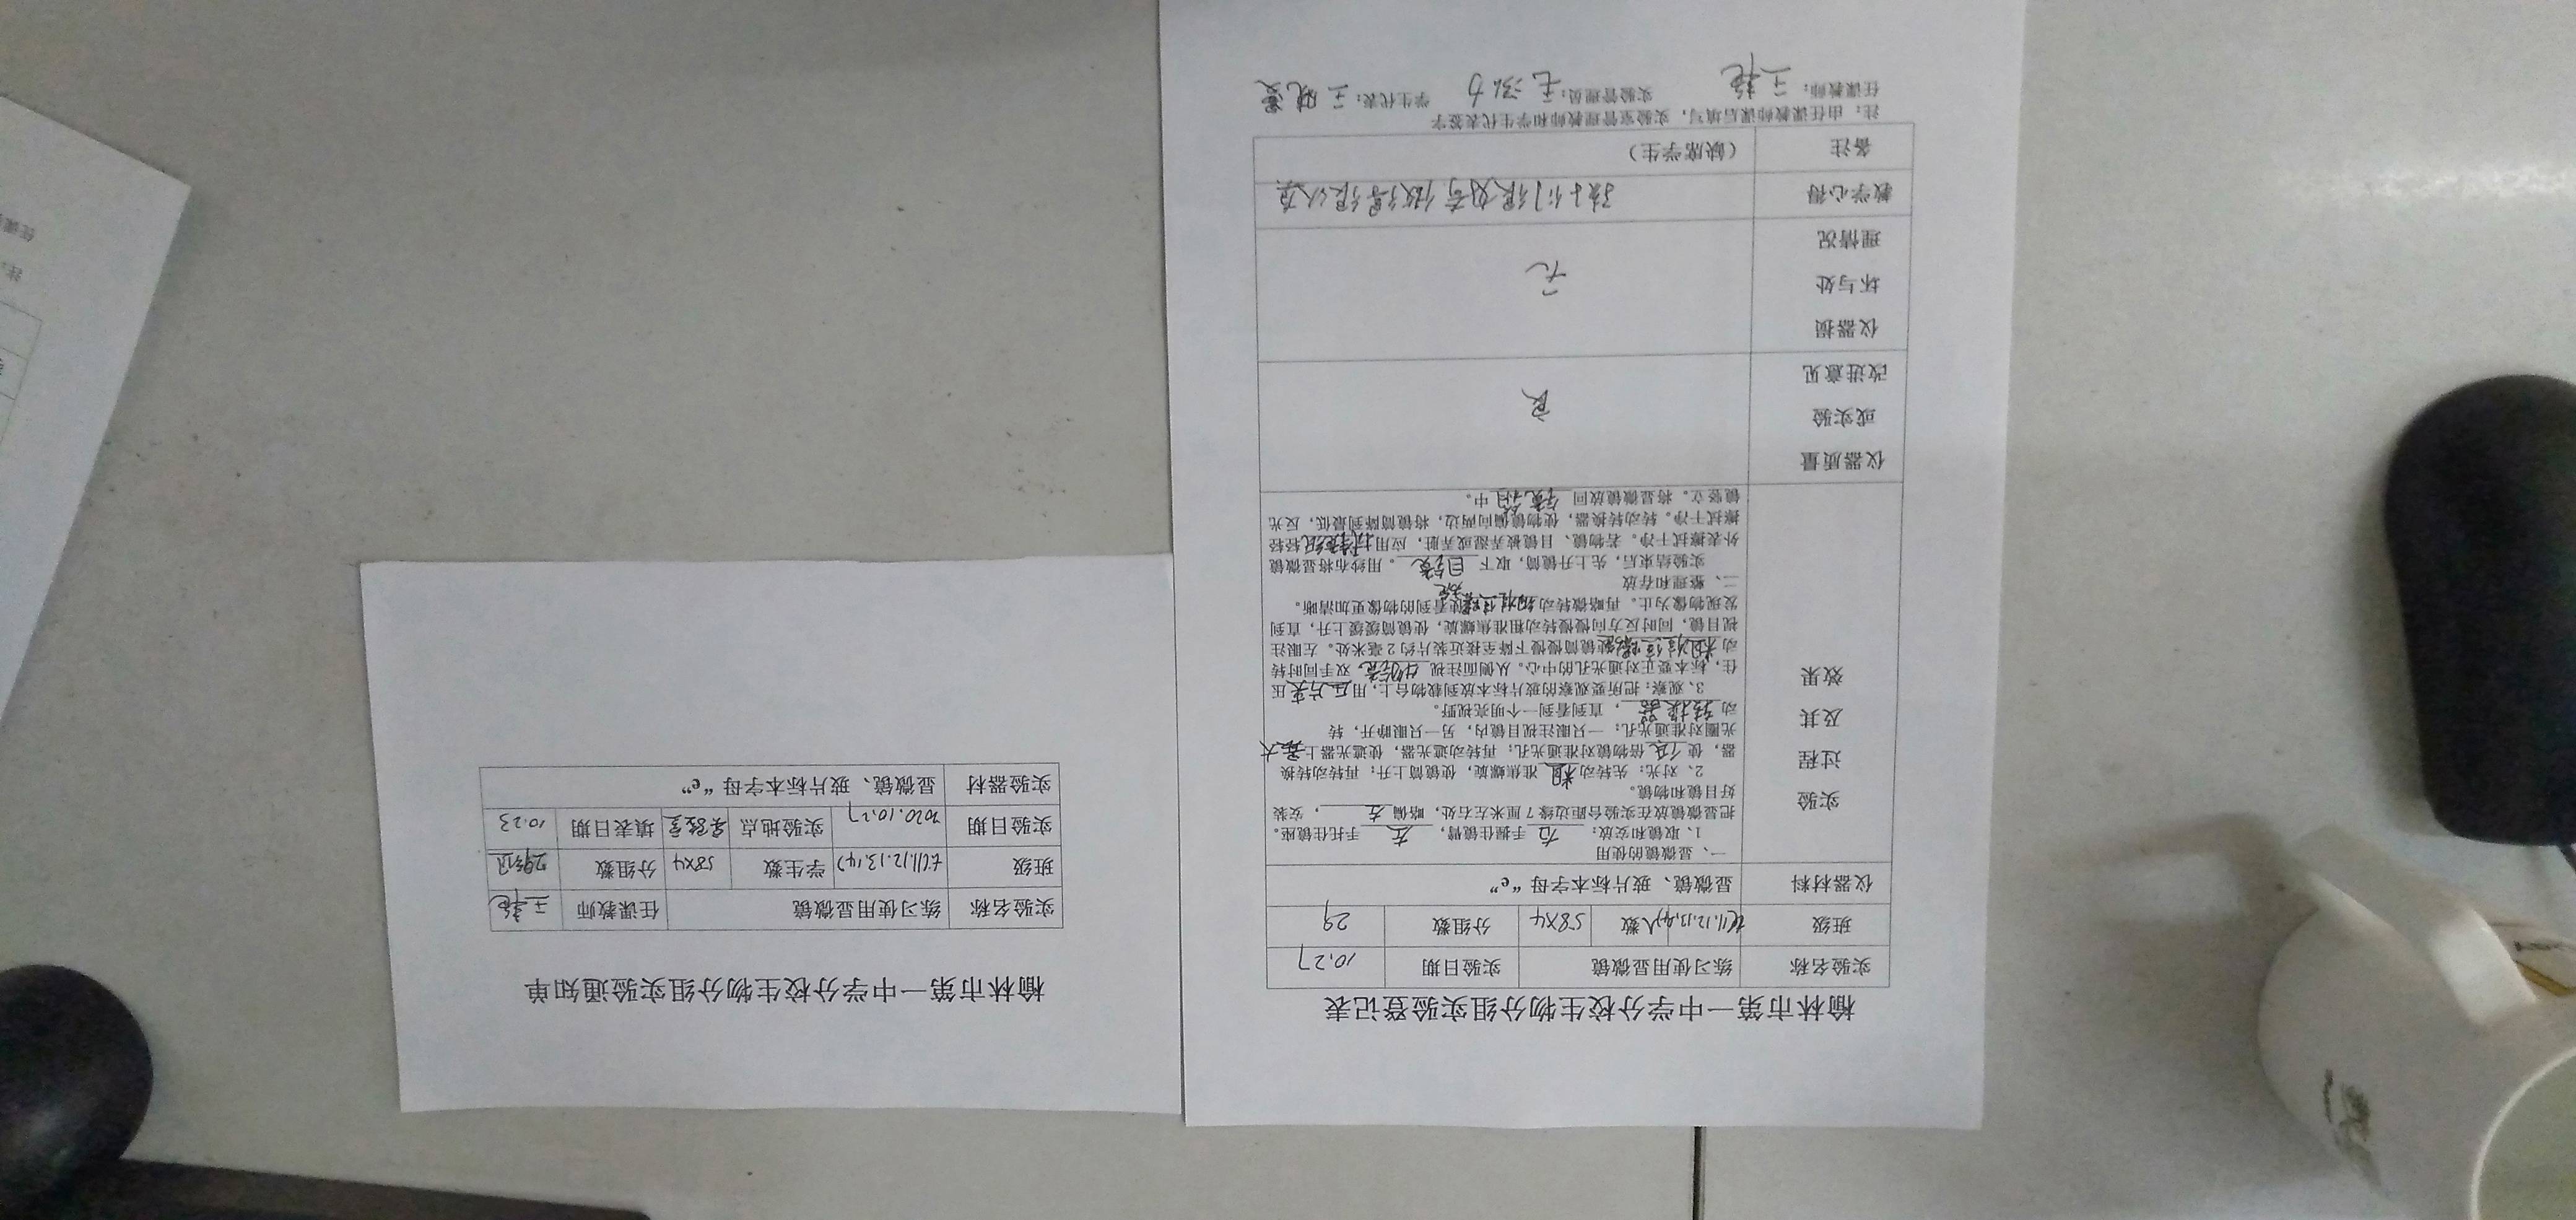 榆林市第一中学分校生物分组实验登记表
实验名称 练习使用显微镜 实验日期 10.27
班级 七(11.12.13.14) 人数 58X4 分组数 29
仪器材料 显微镜、玻片标本字母“e”
实验过程及其效果
一、显微镜的使用
1、取镜和安放: 右 手握住镜臂, 左 手托住镜座。
把显微镜放在实验台距边缘7厘米左右处,略偏 左 ,安装
好目镜和物镜。
2、对光:先转动 粗 准焦螺旋,使镜筒上升;再转动转换
器,使 低 倍物镜对准通光孔;再转动遮光器,使遮光器上 最大
光圈对准通光孔;一只眼注视目镜内,另一只眼睁开,转
动 转换器 ,直到看到一个明亮视野。
3、观察:把所要观察的玻片标本放到载物台上,用 压片夹 压
住,标本要正对通光孔的中心。从侧面注视 物镜 双手同时转
动 粗准焦螺旋 使镜筒慢慢下降至接近装片约2毫米处。左眼注
视目镜,同时反方向慢慢转动粗准焦螺旋,使镜筒缓缓上升,直到
发现物像为止。再略微转动 细准焦螺旋 使看到的物像更加清晰。
二、整理和存放
实验结束后,先上升镜筒,取下 目镜 。用纱布将显微镜
外表擦拭干净。若物镜、目镜被弄湿或弄脏,应用 擦镜纸 轻轻
擦拭干净。转动转换器,使物镜偏向两边,将镜筒降到最低,反光
镜竖立。将显微镜放回 镜箱 中。
仪器质量或实验改进意见 良
仪器损坏与处理情况 无
教学心得 孩子们很好奇做得很认真
备注 (缺席学生)
注:由任课教师课后填写,实验室管理教师和学生代表签字
任课教师: 王艳 实验管理员: 学生代表:王
榆林市第一中学分校生物分组实验通知单
实验名称 练习使用显微镜 任课教师 王艳
班级 七(11.12.13.14) 学生数 58X4 分组数 29组
实验日期 2020.10.27 实验地点 实验室 填表日期 10.23
实验器材 显微镜、玻片标本字母“e”